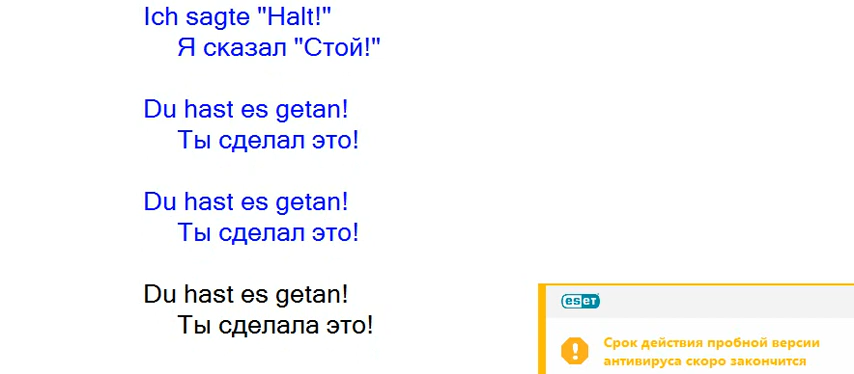 Ich sagte "Halt!"
Я сказал "Стой!"
Du hast es getan!
Ты сделал это!
Du hast es getan!
Ты сделал это!
Du hast es getan!
Ты сделала это!
eset
Срок действия пробной версии
антивируса скоро закончится